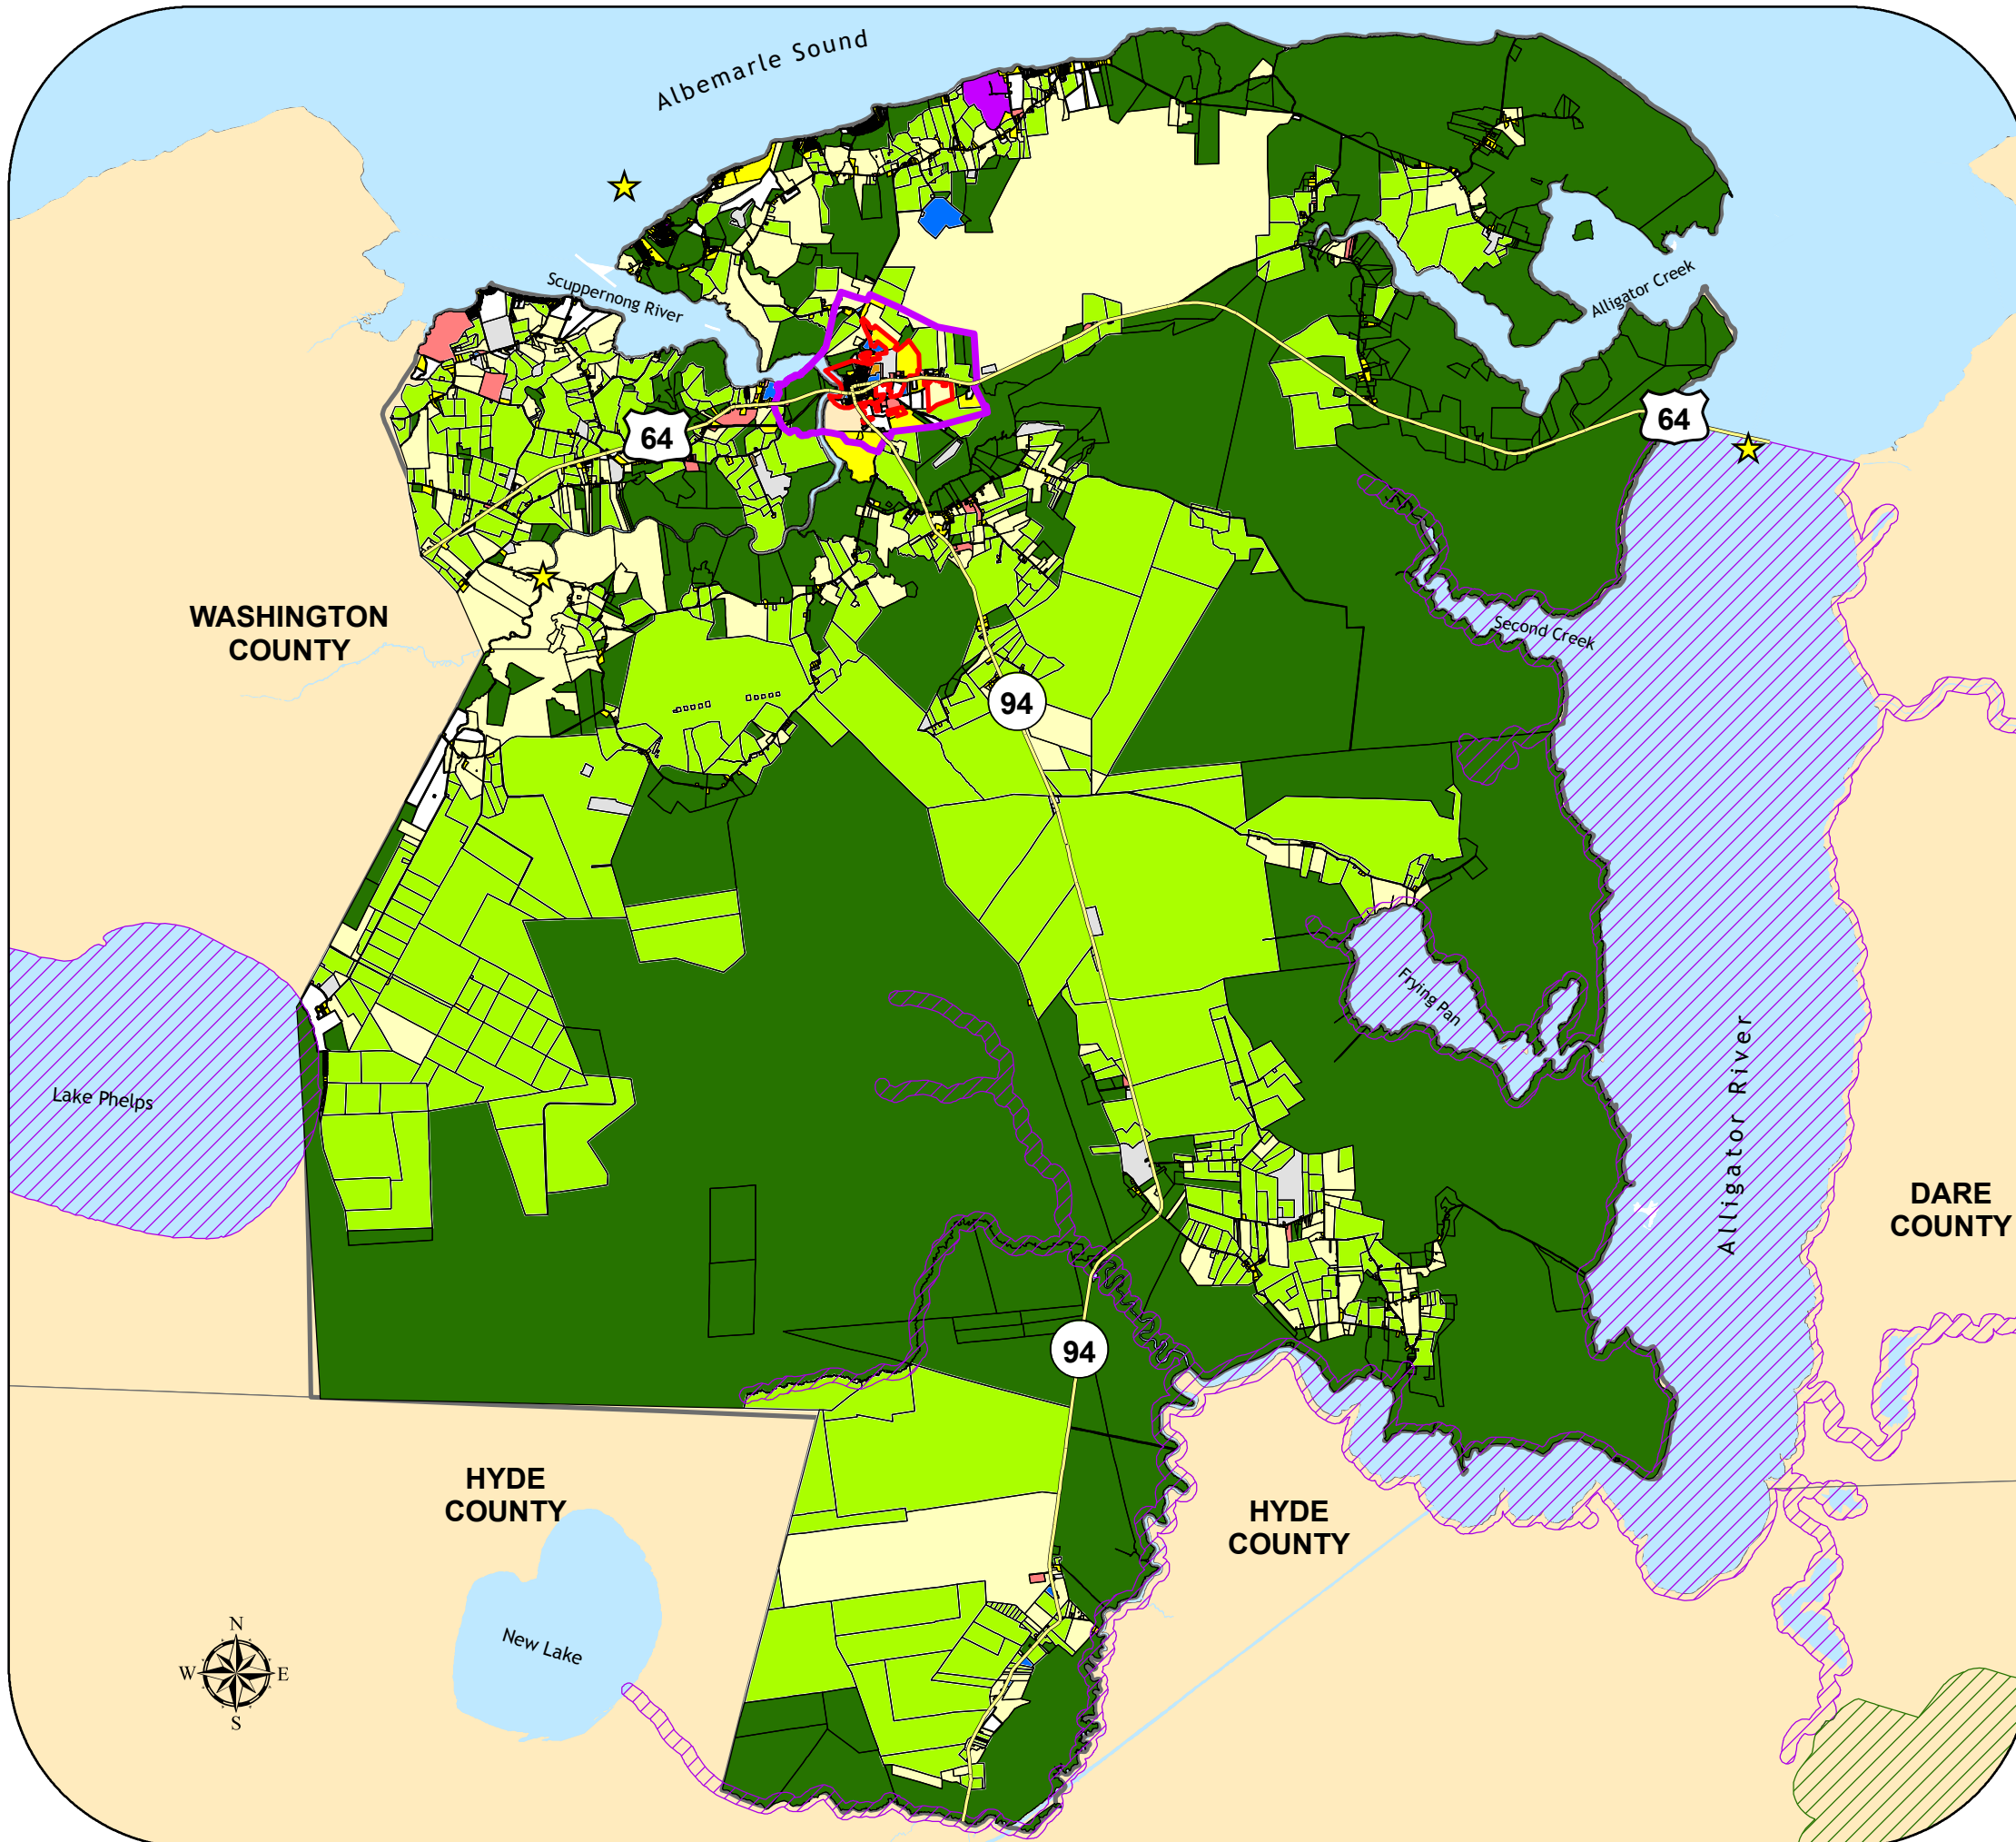 Albemarle Sound
Scuppernong River
Alligator Creek
64
64
WASHINGTON
COUNTY
Second Creek
94
Frying Pan
Lake Phelps
Alligator River
DARE
COUNTY
94
HYDE
COUNTY
HYDE
COUNTY
New Lake
N
W
E
S